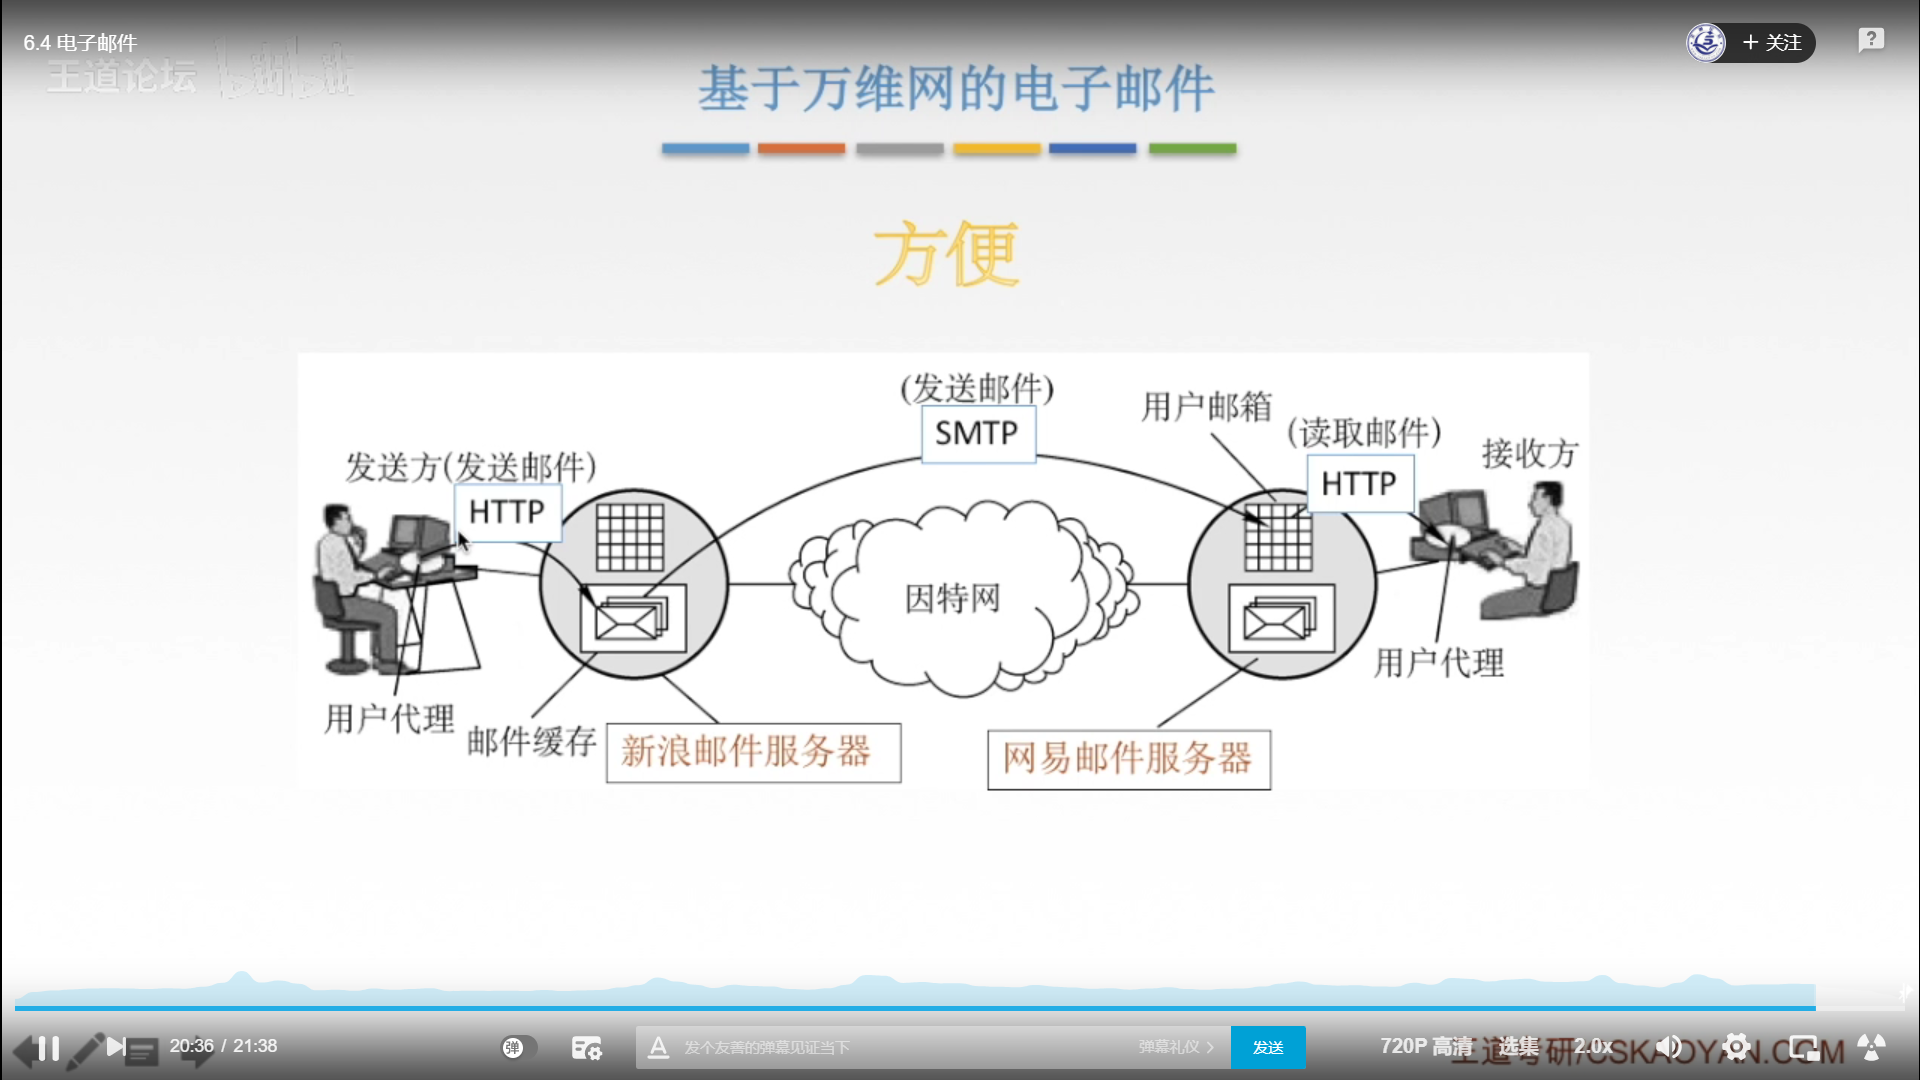 6.4 电子邮件
+ 关注
王道论坛 bilibili
基于万维网的电子邮件
方便
(发送邮件)
SMTP
用户邮箱
(读取邮件)
HTTP
接收方
发送方(发送邮件)
HTTP
因特网
用户代理
用户代理
邮件缓存
新浪邮件服务器
网易邮件服务器
20:36 / 21:38
弹
发个友善的弹幕见证当下
弹幕礼仪 >
发送
720P 高清
选集
2.0x
王道考研/CSKAOYAN.COM